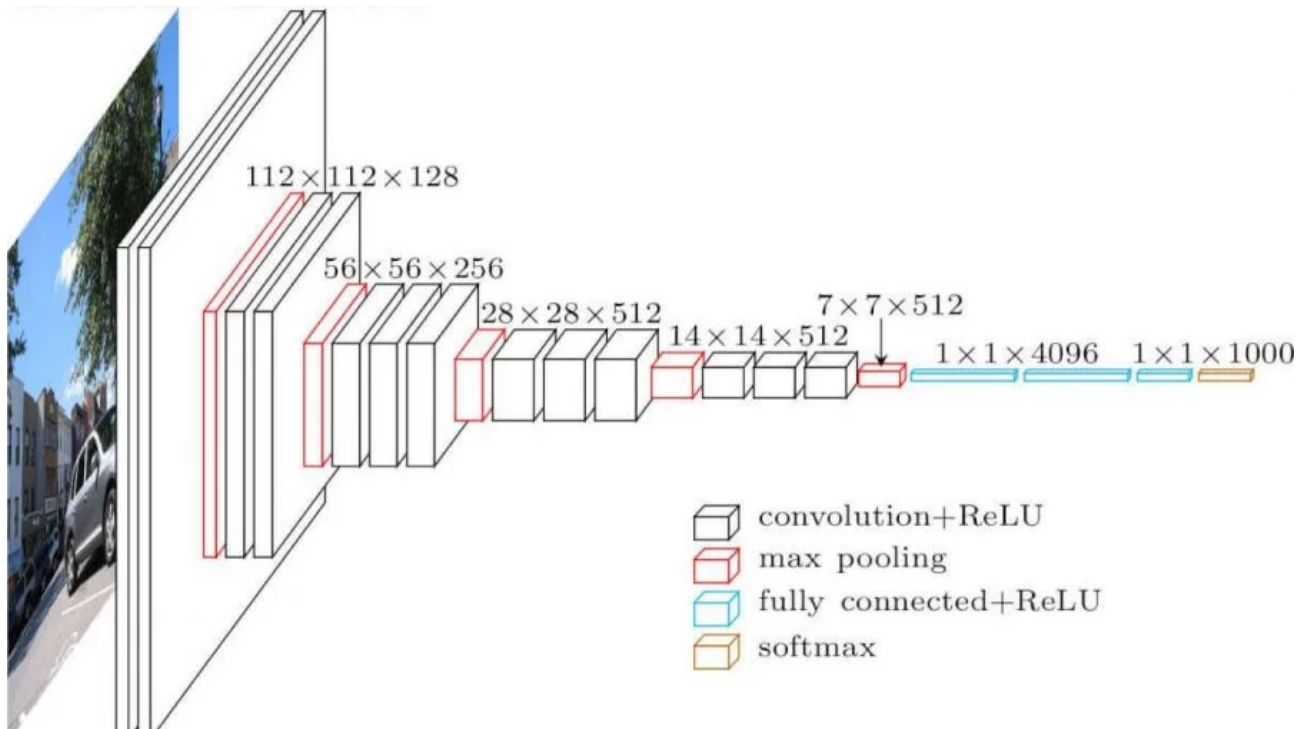 112×112×128
56×56×256
28×28×512
14×14×512
7×7×512
1×1×4096
1×1×1000
convolution+ReLU
max pooling
fully connected+ReLU
softmax